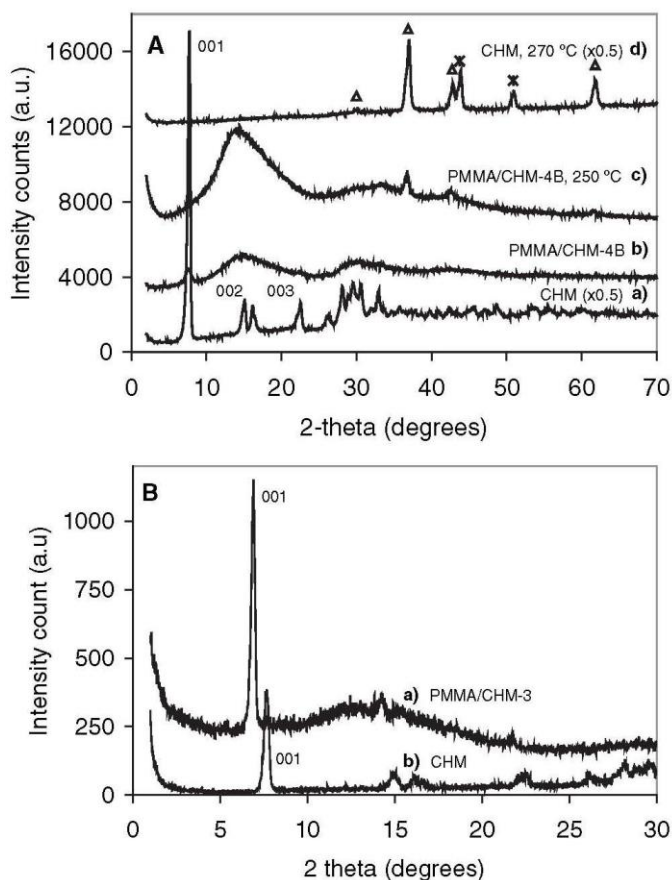 A
16000
12000
8000
4000
0
Intensity counts (a.u.)
001
CHM, 270 °C (x0.5) d)
PMMA/CHM-4B, 250 °C
c)
PMMA/CHM-4B
b)
002 003
CHM (x0.5) a)
0 10 20 30 40 50 60 70
2-theta (degrees)
B
1000
750
500
250
0
Intensity count (a.u)
001
a) PMMA/CHM-3
001
b) CHM
0 5 10 15 20 25 30
2 theta (degrees)